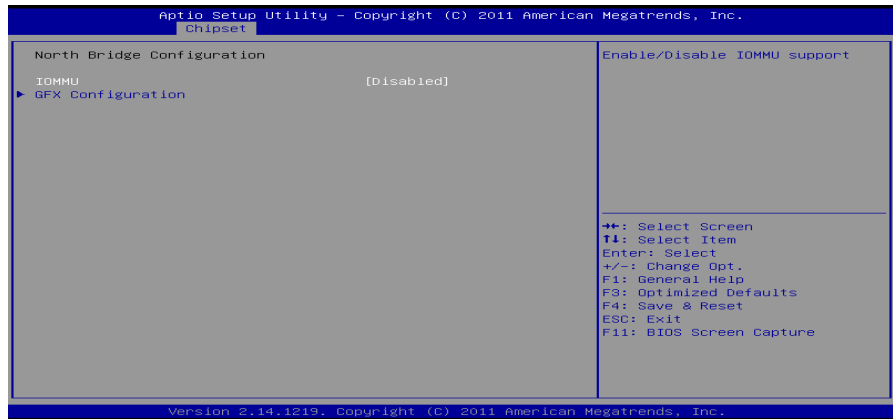 Aptio Setup Utility – Copyright (C) 2011 American Megatrends, Inc.
Chipset
North Bridge Configuration
IOMMU [Disabled]
► GFX Configuration
Enable/Disable IOMMU support
→←: Select Screen
↑↓: Select Item
Enter: Select
+/-: Change Opt.
F1: General Help
F3: Optimized Defaults
F4: Save & Reset
ESC: Exit
F11: BIOS Screen Capture
Version 2.14.1219. Copyright (C) 2011 American Megatrends, Inc.